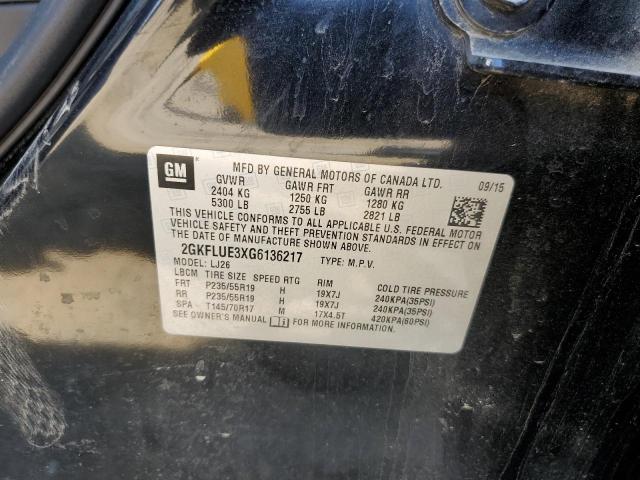 GM MFD BY GENERAL MOTORS OF CANADA LTD. 09/15
GVWR GAWR FRT GAWR RR
2404 KG 1250 KG 1280 KG
5300 LB 2755 LB 2821 LB
THIS VEHICLE CONFORMS TO ALL APPLICABLE U.S. FEDERAL MOTOR
VEHICLE SAFETY AND THEFT PREVENTION STANDARDS IN EFFECT ON
THE DATE OF MANUFACTURE SHOWN ABOVE.
2GKFLUE3XG6136217 TYPE: M.P.V.
MODEL: LJ26
LBCM TIRE SIZE SPEED RTG RIM COLD TIRE PRESSURE
FRT P235/55R19 H 19X7J 240KPA(35PSI)
RR P235/55R19 H 19X7J 240KPA(35PSI)
SPA T145/70R17 M 17X4.5T 420KPA(60PSI)
SEE OWNER'S MANUAL FOR MORE INFORMATION.